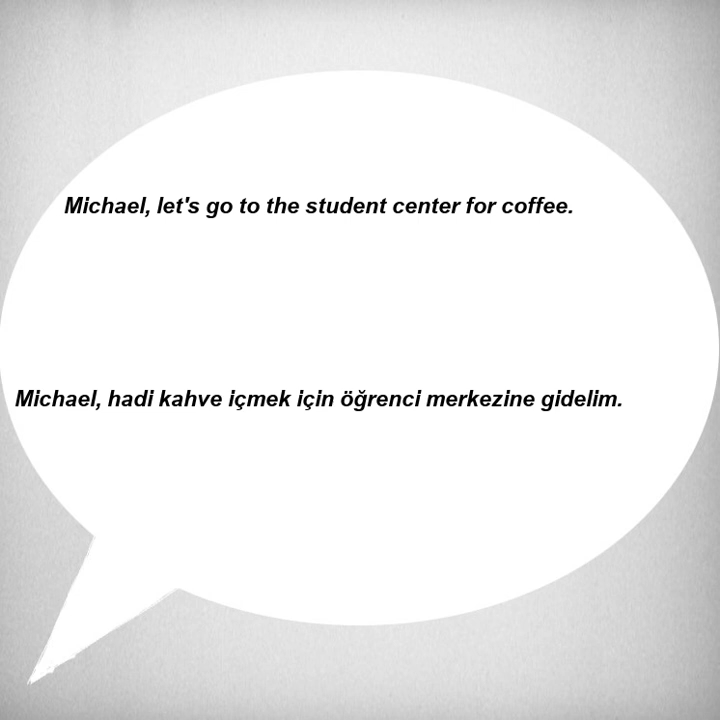 Michael, let's go to the student center for coffee.
Michael, hadi kahve içmek için öğrenci merkezine gidelim.